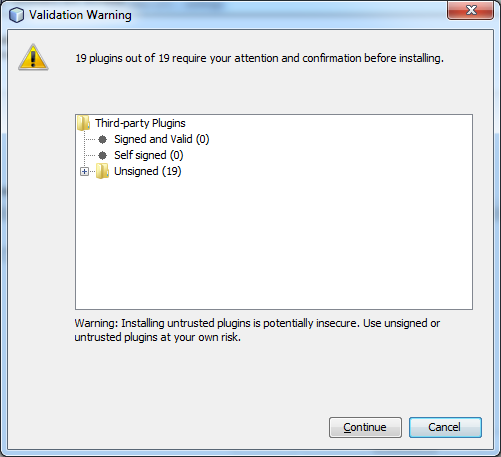 Validation Warning
19 plugins out of 19 require your attention and confirmation before installing.
Third-party Plugins
Signed and Valid (0)
Self signed (0)
Unsigned (19)
Warning: Installing untrusted plugins is potentially insecure. Use unsigned or
untrusted plugins at your own risk.
Continue
Cancel